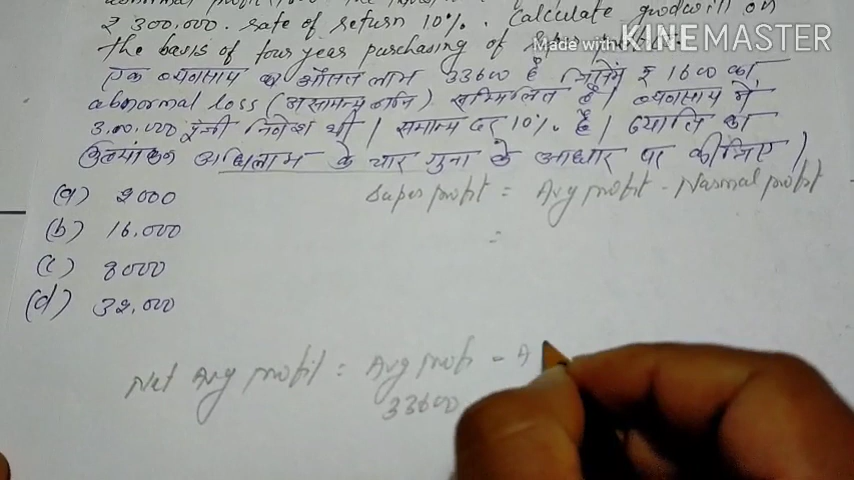 ₹ 300.000. rate of return 10%. Calculate goodwill on
the basis of four year purchasing of
Made with KINEMASTER
एक व्यवसाय का औसत लाभ 33600 है जिसमें ₹ 1600 का
abnormal loss (असामान्य हानि) सम्मिलित है। व्यवसाय में
3,00,000 पूँजी निवेश थी। समान्य दर 10% है। ख्याति का
मूल्यांकन अधिलाभ के चार गुना के आधार पर कीजिए।
(a) 2000
(b) 16.000
(c) 8000
(d) 32.000
Super profit = Avg profit - Normal profit
=
Net Avg profit = Avg profi - A
33600